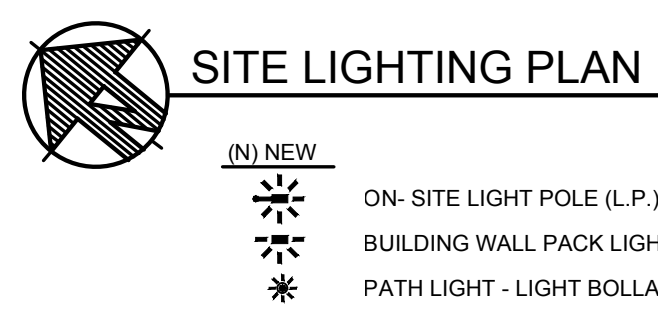 SITE LIGHTING PLAN
(N) NEW
ON- SITE LIGHT POLE (L.P.)
BUILDING WALL PACK LIGH
PATH LIGHT - LIGHT BOLLA